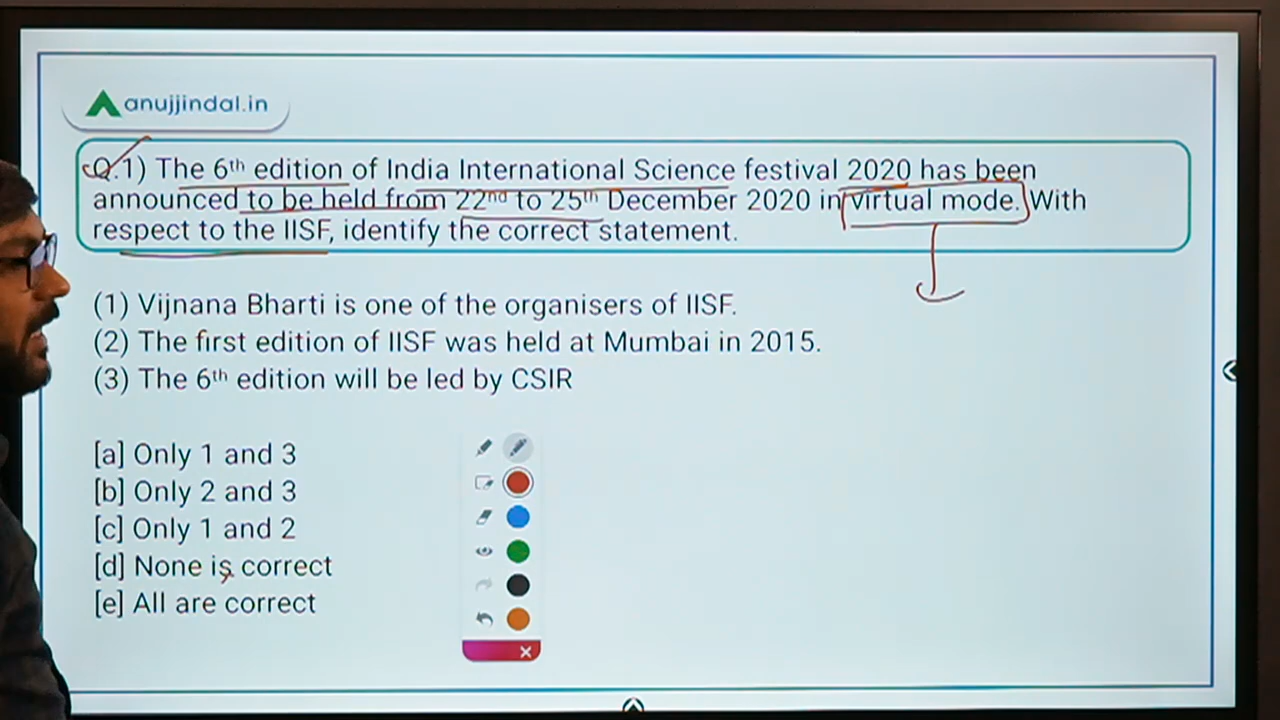 anujjindal.in
Q.1) The 6th edition of India International Science festival 2020 has been
announced to be held from 22nd to 25th December 2020 in virtual mode. With
respect to the IISF, identify the correct statement.
(1) Vijnana Bharti is one of the organisers of IISF.
(2) The first edition of IISF was held at Mumbai in 2015.
(3) The 6th edition will be led by CSIR
[a] Only 1 and 3
[b] Only 2 and 3
[c] Only 1 and 2
[d] None is correct
[e] All are correct